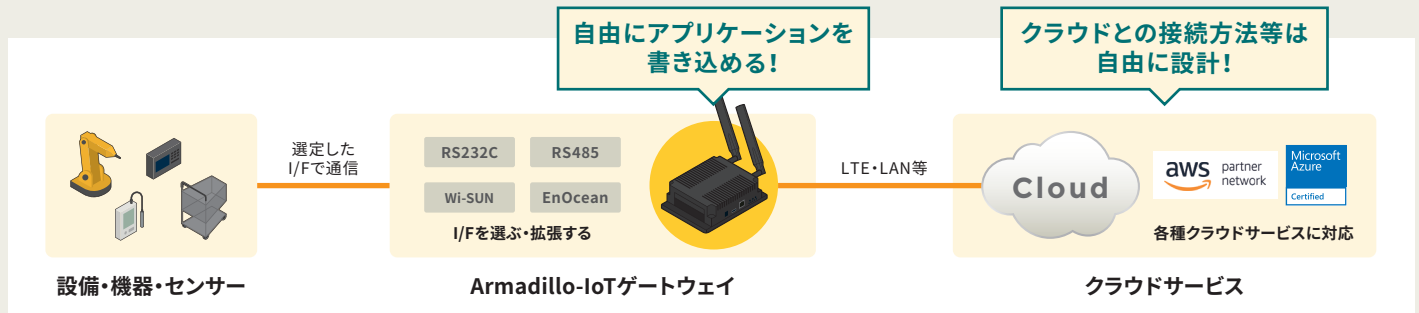 自由にアプリケーションを
書き込める!
クラウドとの接続方法等は
自由に設計!
選定した
I/Fで通信
RS232C
RS485
Wi-SUN
EnOcean
I/Fを選ぶ・拡張する
LTE・LAN等
Cloud
aws partner
network
Microsoft
Azure
Certified
各種クラウドサービスに対応
設備・機器・センサー
Armadillo-IoTゲートウェイ
クラウドサービス